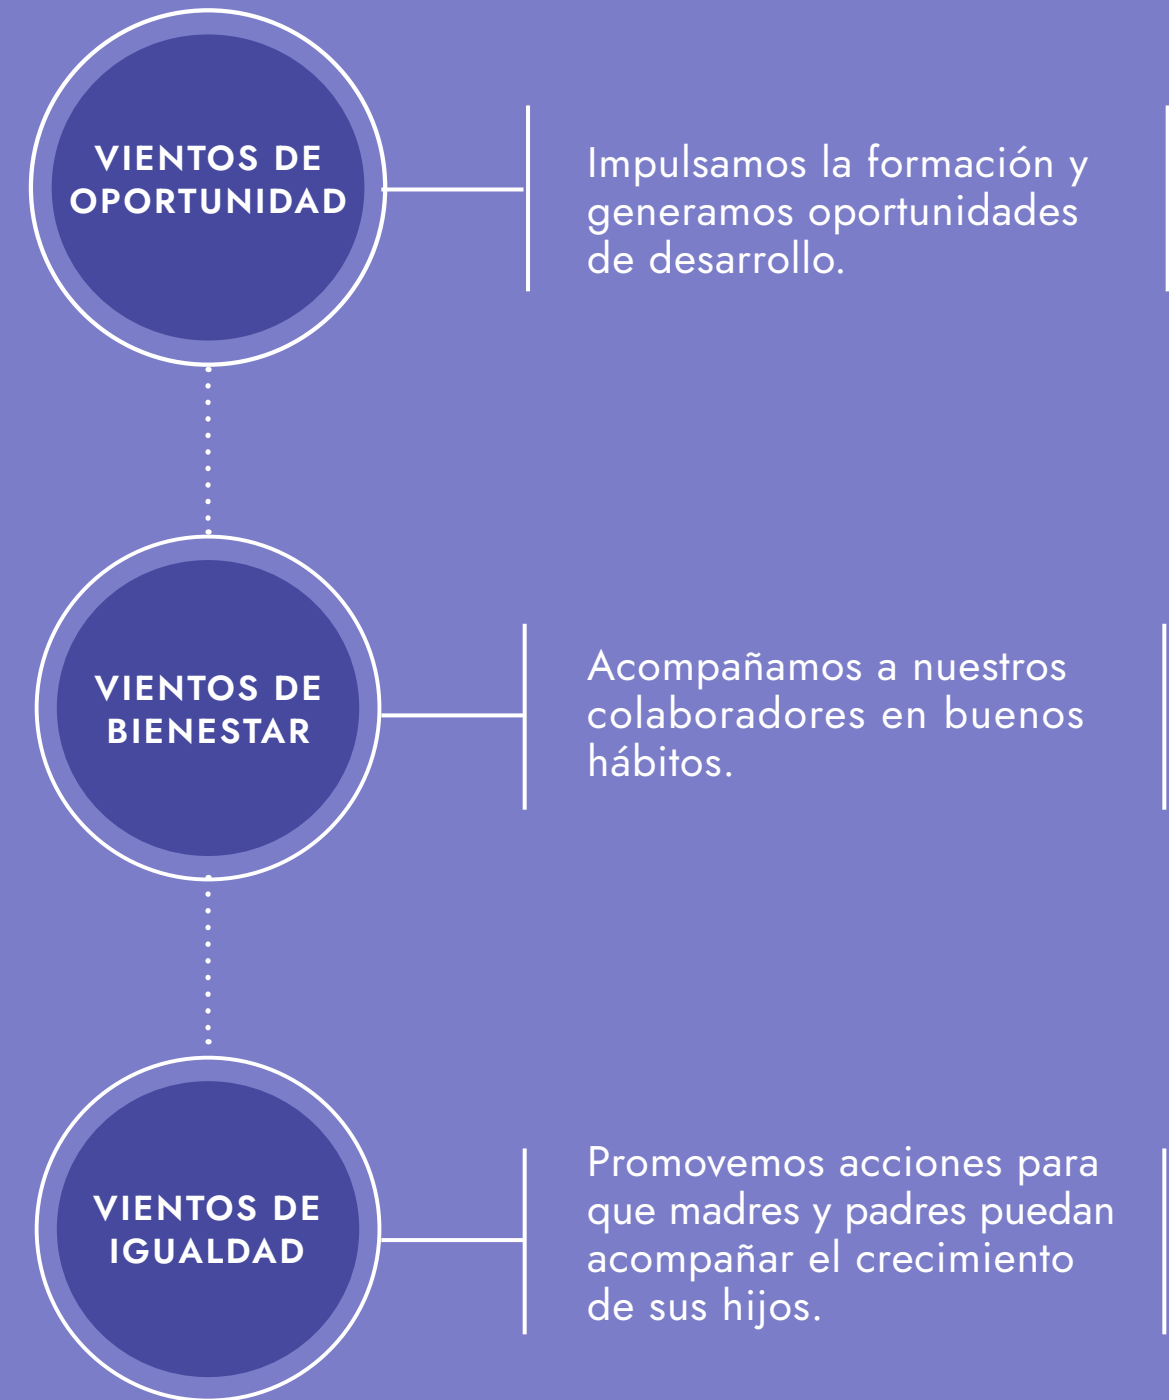 VIENTOS DE
OPORTUNIDAD
Impulsamos la formación y
generamos oportunidades
de desarrollo.
VIENTOS DE
BIENESTAR
Acompañamos a nuestros
colaboradores en buenos
hábitos.
VIENTOS DE
IGUALDAD
Promovemos acciones para
que madres y padres puedan
acompañar el crecimiento
de sus hijos.